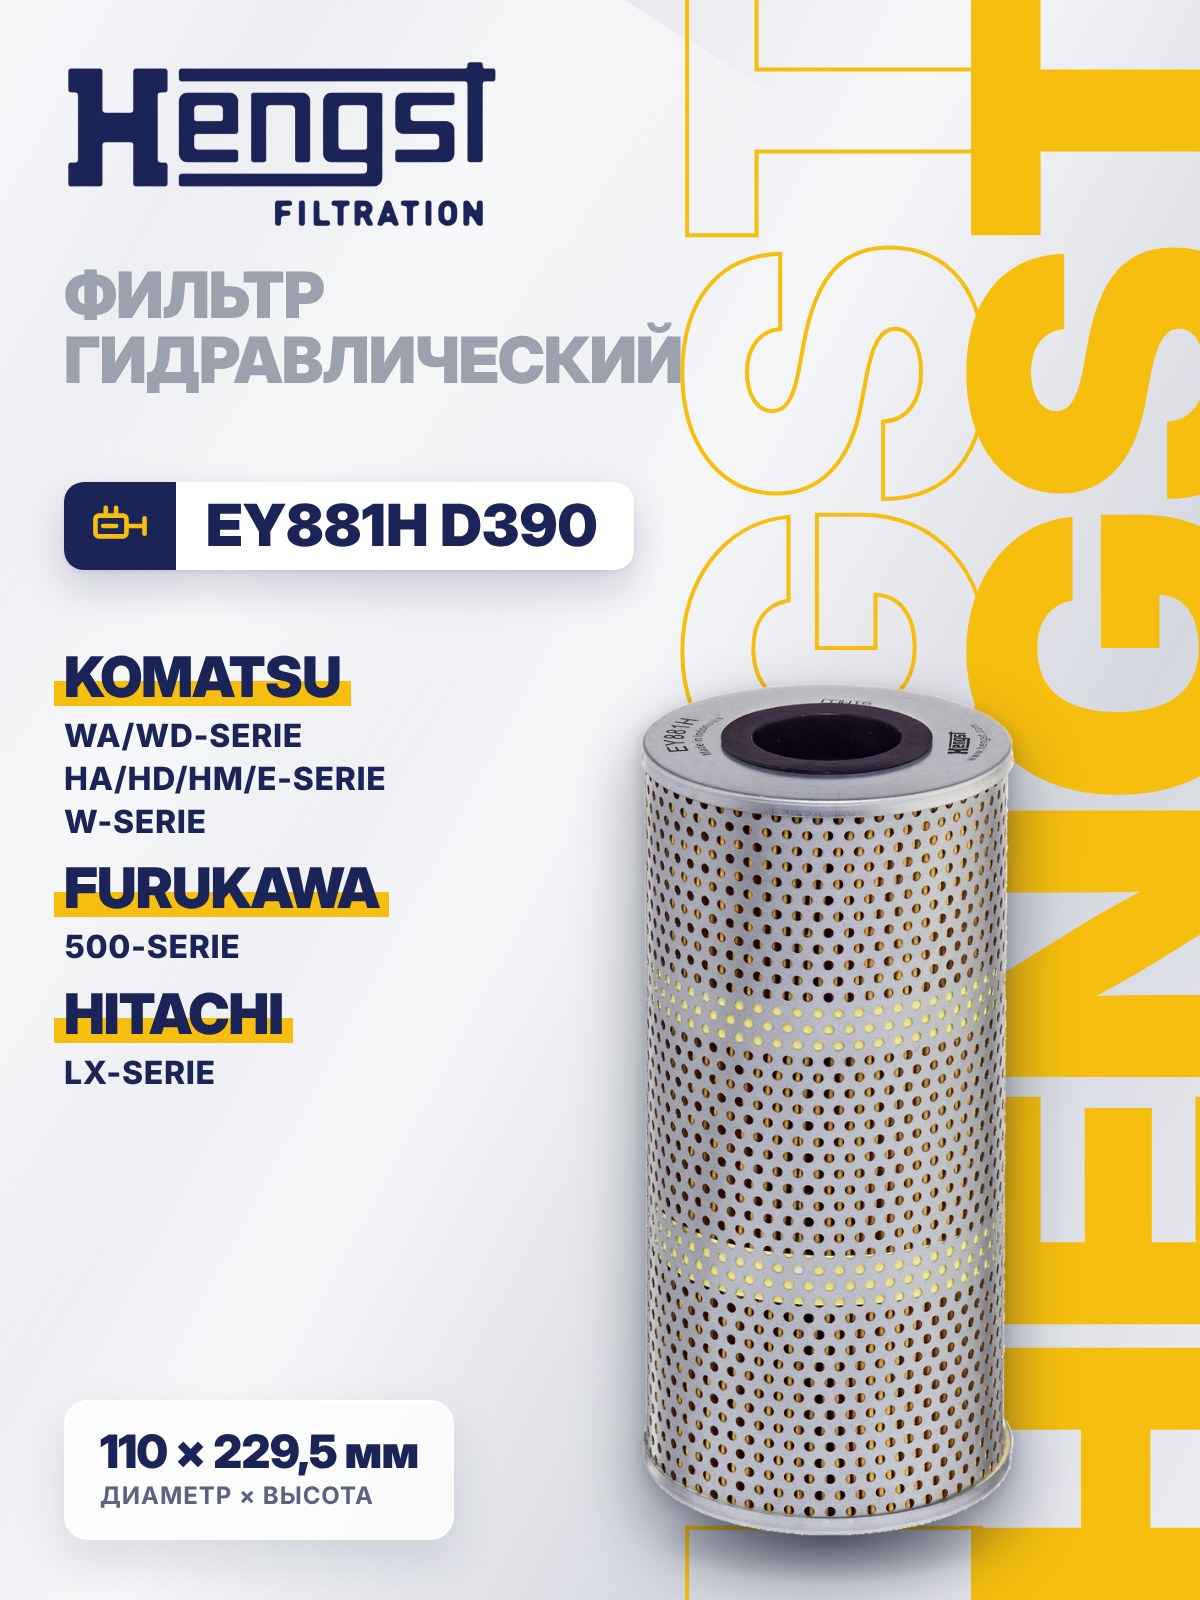 Hengst
FILTRATION
ФИЛЬТР
ГИДРАВЛИЧЕСКИЙ
EY881H D390
KOMATSU
WA/WD-SERIE
HA/HD/HM/E-SERIE
W-SERIE
FURUKAWA
500-SERIE
HITACHI
LX-SERIE
110 × 229,5 мм
ДИАМЕТР × ВЫСОТА
EY881H
Hengst
HENGST